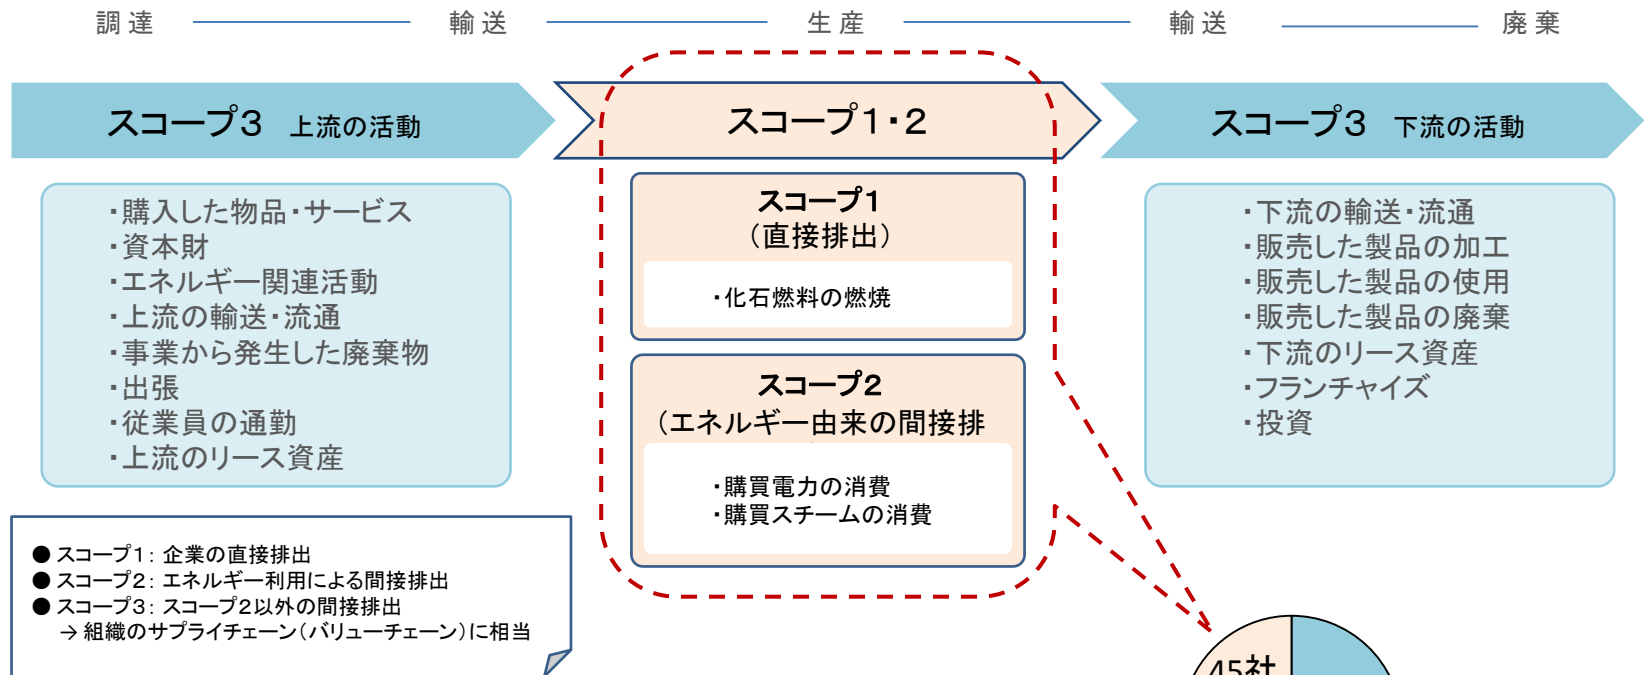 調達 輸送 生産 輸送 廃棄
スコープ3 上流の活動
スコープ1・2
スコープ3 下流の活動
・購入した物品・サービス
・資本財
・エネルギー関連活動
・上流の輸送・流通
・事業から発生した廃棄物
・出張
・従業員の通勤
・上流のリース資産
スコープ1
（直接排出）
・化石燃料の燃焼
スコープ2
（エネルギー由来の間接排
・購買電力の消費
・購買スチームの消費
・下流の輸送・流通
・販売した製品の加工
・販売した製品の使用
・販売した製品の廃棄
・下流のリース資産
・フランチャイズ
・投資
● スコープ1：企業の直接排出
● スコープ2：エネルギー利用による間接排出
● スコープ3：スコープ2以外の間接排出
→ 組織のサプライチェーン（バリューチェーン）に相当
45社